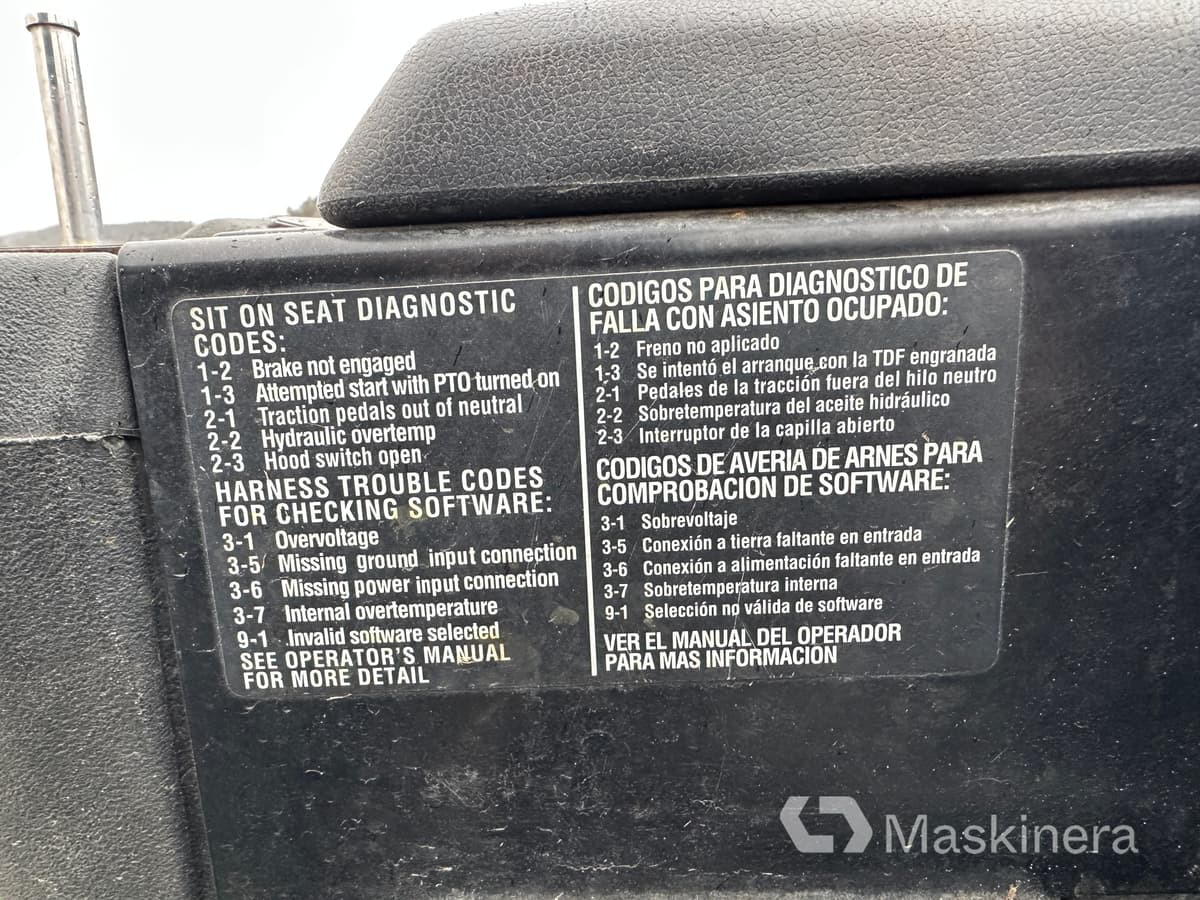 SIT ON SEAT DIAGNOSTIC
CODES:
1-2 Brake not engaged
1-3 Attempted start with PTO turned on
2-1 Traction pedals out of neutral
2-2 Hydraulic overtemp
2-3 Hood switch open
HARNESS TROUBLE CODES
FOR CHECKING SOFTWARE:
3-1 Overvoltage
3-5 Missing ground input connection
3-6 Missing power input connection
3-7 Internal overtemperature
9-1 Invalid software selected
SEE OPERATOR'S MANUAL
FOR MORE DETAIL
CODIGOS PARA DIAGNOSTICO DE
FALLA CON ASIENTO OCUPADO:
1-2 Freno no aplicado
1-3 Se intentó el arranque con la TDF engranada
2-1 Pedales de la tracción fuera del hilo neutro
2-2 Sobretemperatura del aceite hidráulico
2-3 Interruptor de la capilla abierto
CODIGOS DE AVERIA DE ARNES PARA
COMPROBACION DE SOFTWARE:
3-1 Sobrevoltaje
3-5 Conexión a tierra faltante en entrada
3-6 Conexión a alimentación faltante en entrada
3-7 Sobretemperatura interna
9-1 Selección no válida de software
VER EL MANUAL DEL OPERADOR
PARA MAS INFORMACION
Maskinera